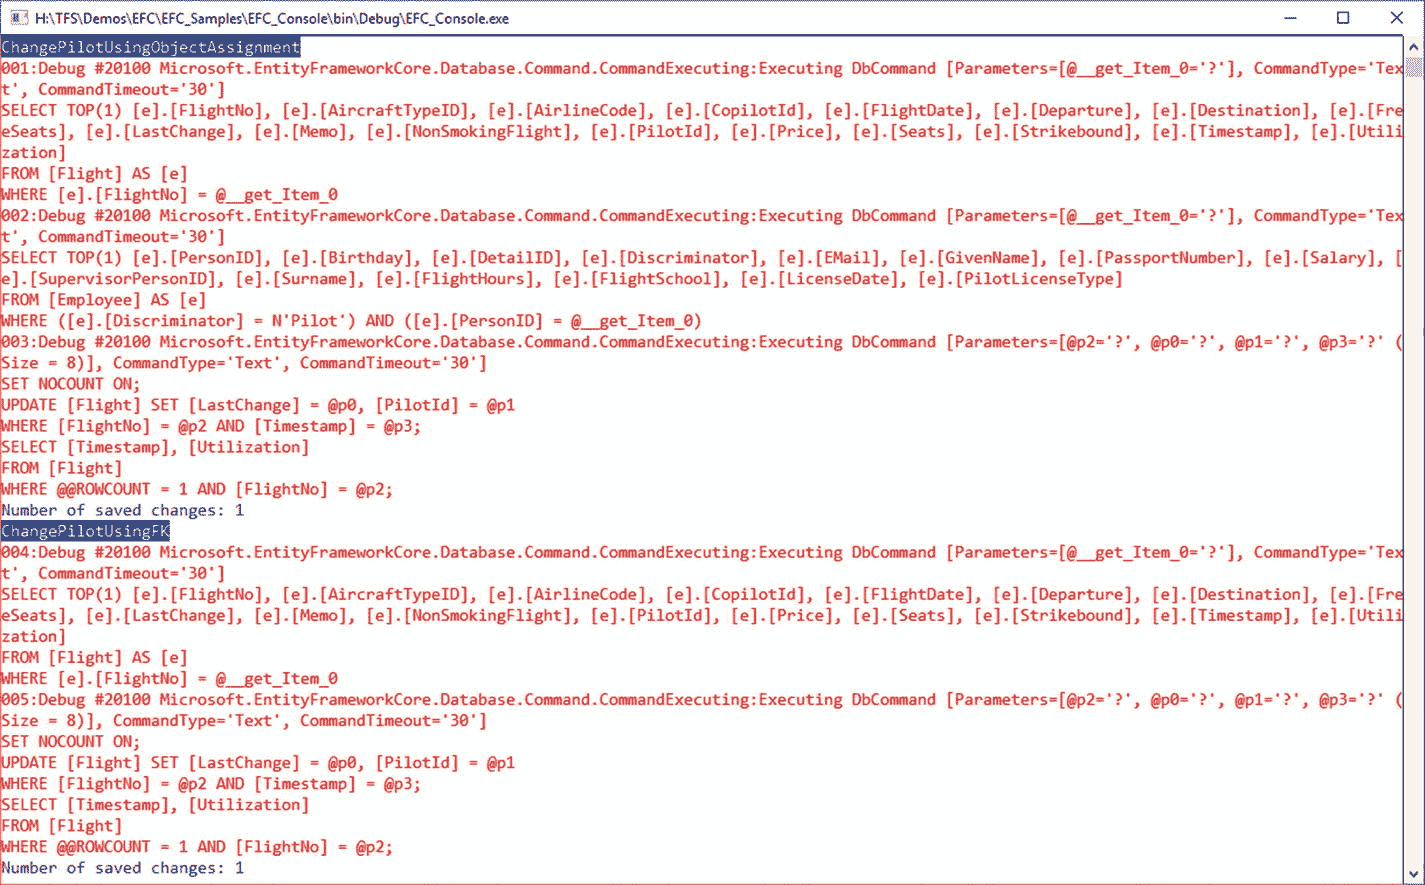 H:\TFS\Demos\EFC\EFC_Samples\EFC_Console\bin\Debug\EFC_Console.exe
ChangePilotUsingObjectAssignment
001:Debug #20100 Microsoft.EntityFrameworkCore.Database.Command.CommandExecuting:Executing DbCommand [Parameters=[@__get_Item_0='?'], CommandType='Tex
t', CommandTimeout='30']
SELECT TOP(1) [e].[FlightNo], [e].[AircraftTypeID], [e].[AirlineCode], [e].[CopilotId], [e].[FlightDate], [e].[Departure], [e].[Destination], [e].[Fre
eSeats], [e].[LastChange], [e].[Memo], [e].[NonSmokingFlight], [e].[PilotId], [e].[Price], [e].[Seats], [e].[Strikebound], [e].[Timestamp], [e].[Utili
zation]
FROM [Flight] AS [e]
WHERE [e].[FlightNo] = @__get_Item_0
002:Debug #20100 Microsoft.EntityFrameworkCore.Database.Command.CommandExecuting:Executing DbCommand [Parameters=[@__get_Item_0='?'], CommandType='Tex
t', CommandTimeout='30']
SELECT TOP(1) [e].[PersonID], [e].[Birthday], [e].[DetailID], [e].[Discriminator], [e].[EMail], [e].[GivenName], [e].[PassportNumber], [e].[Salary], [
e].[SupervisorPersonID], [e].[Surname], [e].[FlightHours], [e].[FlightSchool], [e].[LicenseDate], [e].[PilotLicenseType]
FROM [Employee] AS [e]
WHERE ([e].[Discriminator] = N'Pilot') AND ([e].[PersonID] = @__get_Item_0)
003:Debug #20100 Microsoft.EntityFrameworkCore.Database.Command.CommandExecuting:Executing DbCommand [Parameters=[@p2='?', @p0='?', @p1='?', @p3='?' (
Size = 8)], CommandType='Text', CommandTimeout='30']
SET NOCOUNT ON;
UPDATE [Flight] SET [LastChange] = @p0, [PilotId] = @p1
WHERE [FlightNo] = @p2 AND [Timestamp] = @p3;
SELECT [Timestamp], [Utilization]
FROM [Flight]
WHERE @@ROWCOUNT = 1 AND [FlightNo] = @p2;
Number of saved changes: 1
ChangePilotUsingFK
004:Debug #20100 Microsoft.EntityFrameworkCore.Database.Command.CommandExecuting:Executing DbCommand [Parameters=[@__get_Item_0='?'], CommandType='Tex
t', CommandTimeout='30']
SELECT TOP(1) [e].[FlightNo], [e].[AircraftTypeID], [e].[AirlineCode], [e].[CopilotId], [e].[FlightDate], [e].[Departure], [e].[Destination], [e].[Fre
eSeats], [e].[LastChange], [e].[Memo], [e].[NonSmokingFlight], [e].[PilotId], [e].[Price], [e].[Seats], [e].[Strikebound], [e].[Timestamp], [e].[Utili
zation]
FROM [Flight] AS [e]
WHERE [e].[FlightNo] = @__get_Item_0
005:Debug #20100 Microsoft.EntityFrameworkCore.Database.Command.CommandExecuting:Executing DbCommand [Parameters=[@p2='?', @p0='?', @p1='?', @p3='?' (
Size = 8)], CommandType='Text', CommandTimeout='30']
SET NOCOUNT ON;
UPDATE [Flight] SET [LastChange] = @p0, [PilotId] = @p1
WHERE [FlightNo] = @p2 AND [Timestamp] = @p3;
SELECT [Timestamp], [Utilization]
FROM [Flight]
WHERE @@ROWCOUNT = 1 AND [FlightNo] = @p2;
Number of saved changes: 1